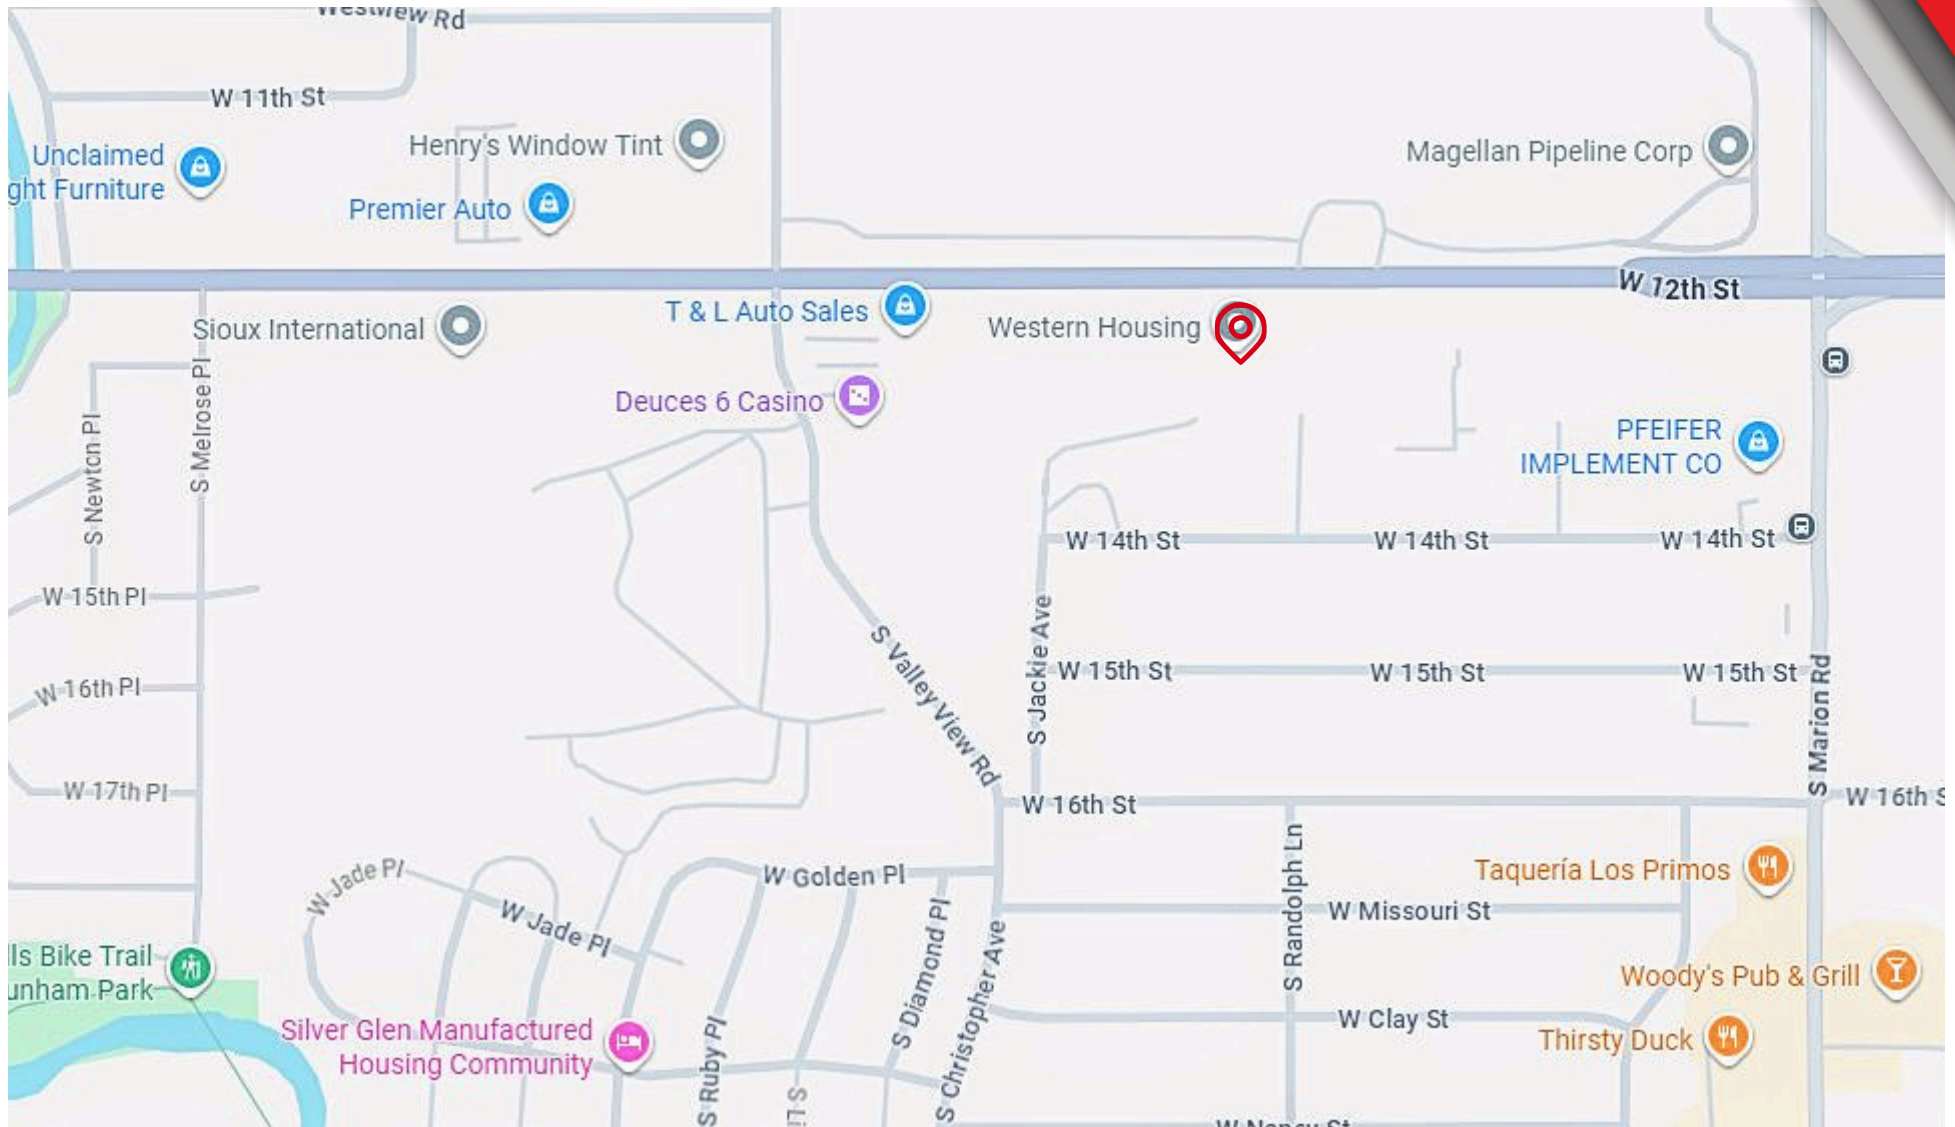 Westview Rd
W 11th St
Unclaimed
ght Furniture
Henry's Window Tint
Premier Auto
Magellan Pipeline Corp
W 12th St
Sioux International
T & L Auto Sales
Western Housing
Deuces 6 Casino
PFEIFER
IMPLEMENT CO
S Newton Pl
S Melrose Pl
W 14th St
W 14th St
W 14th St
W 15th Pl
S Valley View Rd
S Jackie Ave
W 15th St
W 15th St
W 15th St
S Marion Rd
W 16th Pl
W 17th Pl
W 16th St
W 16th S
W Jade Pl
W Jade Pl
W Golden Pl
S Diamond Pl
S Christopher Ave
S Randolph Ln
W Missouri St
Taquería Los Primos
Woody's Pub & Grill
Thirsty Duck
W Clay St
lls Bike Trail
unham Park
Silver Glen Manufactured
Housing Community
S Ruby Pl
S Li
W Nancy St